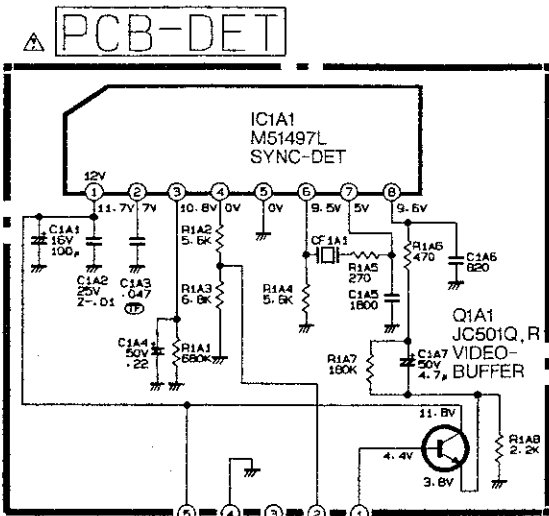 PCB-DET
IC1A1
M51497L
SYNC-DET
12V
1 2 3 4 5 6 7 8
11.7V 7V 10.8V 0V 0V 9.5V 5V 9.6V
C1A1
16V
100μ
C1A2
25V
2-.01
C1A3
.047
TF
R1A2
5.6K
R1A3
6.8K
C1A4
50V
.22
R1A1
680K
CF1A1
R1A4
5.6K
R1A5
270
C1A5
1800
R1A6
470
C1A6
820
Q1A1
JC501Q,R
VIDEO-
BUFFER
R1A7
180K
C1A7
50V
4.7μ
11.8V
4.4V
3.8V
R1A8
2.2K
5 4 3 2 1